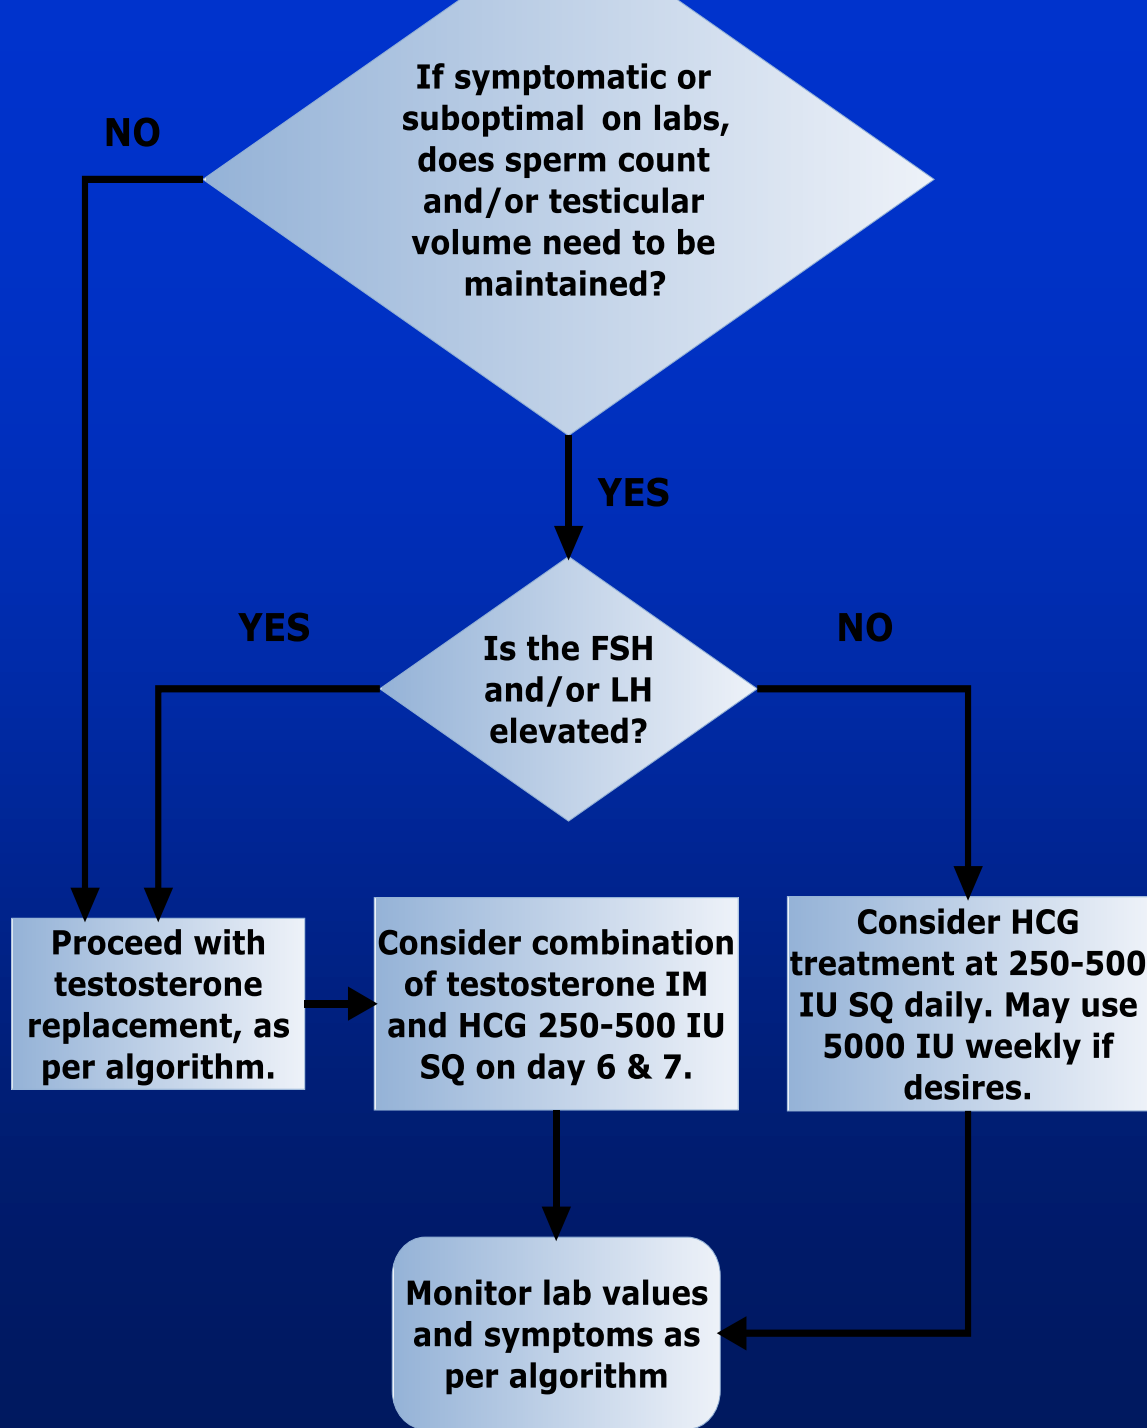 If symptomatic or
suboptimal on labs,
does sperm count
and/or testicular
volume need to be
maintained?
NO
YES
YES
NO
Is the FSH
and/or LH
elevated?
Proceed with
testosterone
replacement, as
per algorithm.
Consider combination
of testosterone IM
and HCG 250-500 IU
SQ on day 6 & 7.
Consider HCG
treatment at 250-500
IU SQ daily. May use
5000 IU weekly if
desires.
Monitor lab values
and symptoms as
per algorithm